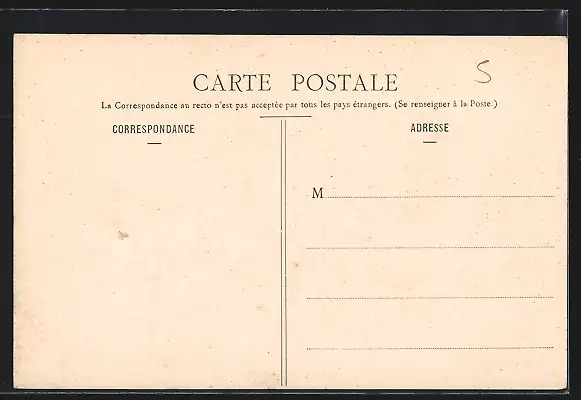 CARTE POSTALE
5
La Correspondance au recto n'est pas acceptée par tous les pays étrangers. (Se renseigner à la Poste.)
CORRESPONDANCE
ADRESSE
M